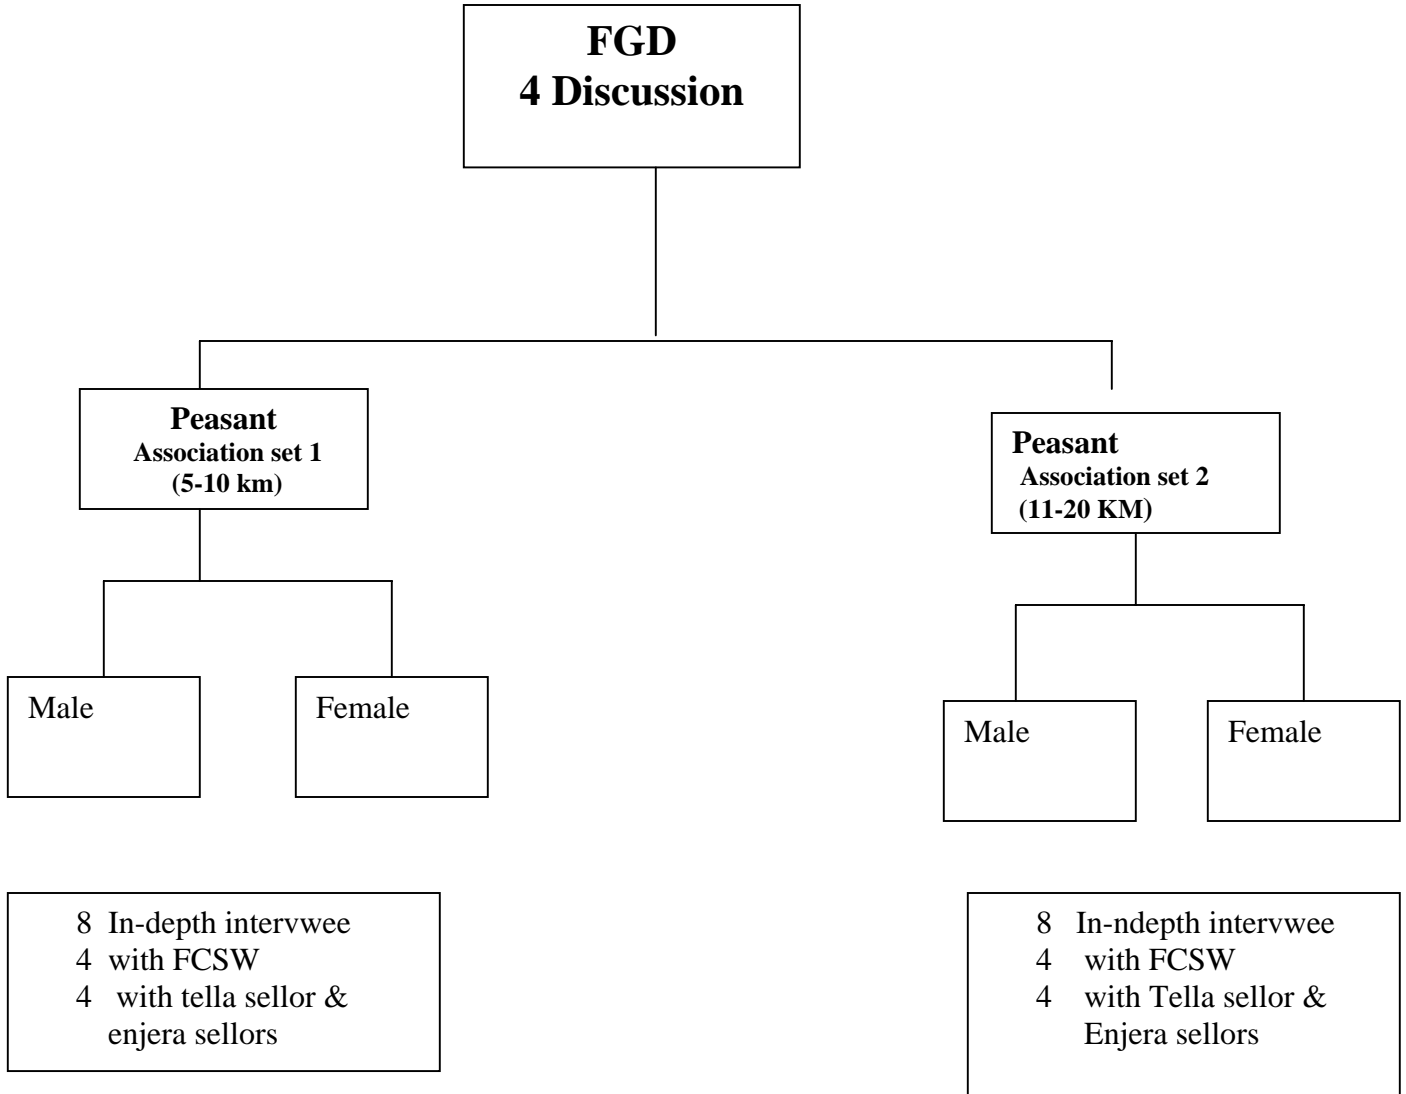 FGD
4 Discussion
Peasant
Association set 1
(5-10 km)
Peasant
Association set 2
(11-20 KM)
Male
Female
Male
Female
8 In-depth intervwee
4 with FCSW
4 with tella sellor &
enjera sellors
8 In-ndepth intervwee
4 with FCSW
4 with Tella sellor &
Enjera sellors